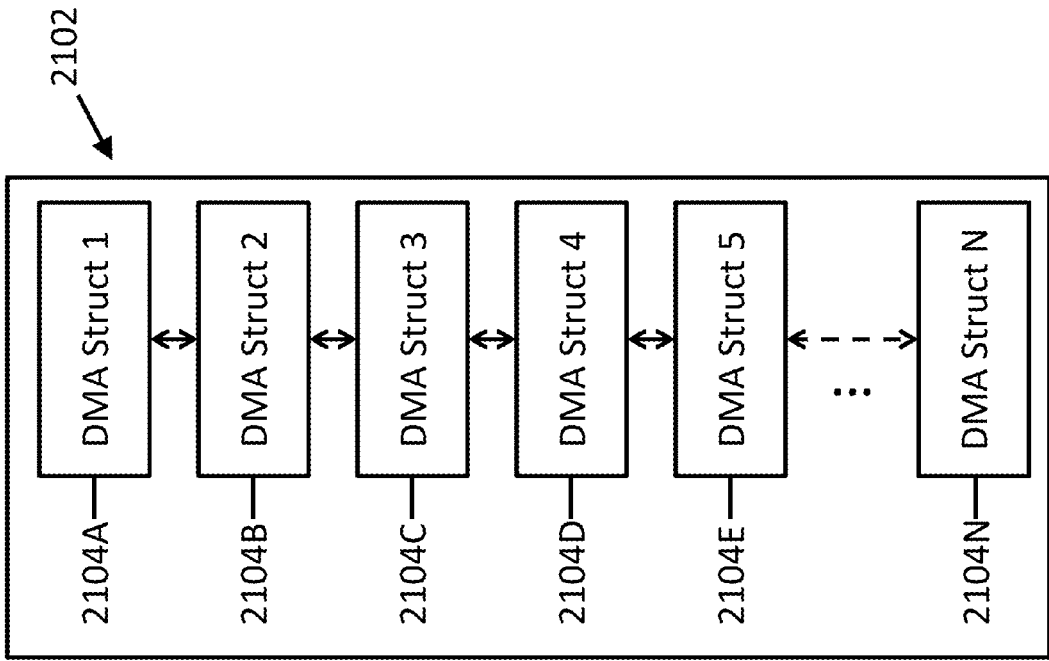 2102
2104A
DMA Struct 1
2104B
DMA Struct 2
2104C
DMA Struct 3
2104D
DMA Struct 4
2104E
DMA Struct 5
...
2104N
DMA Struct N